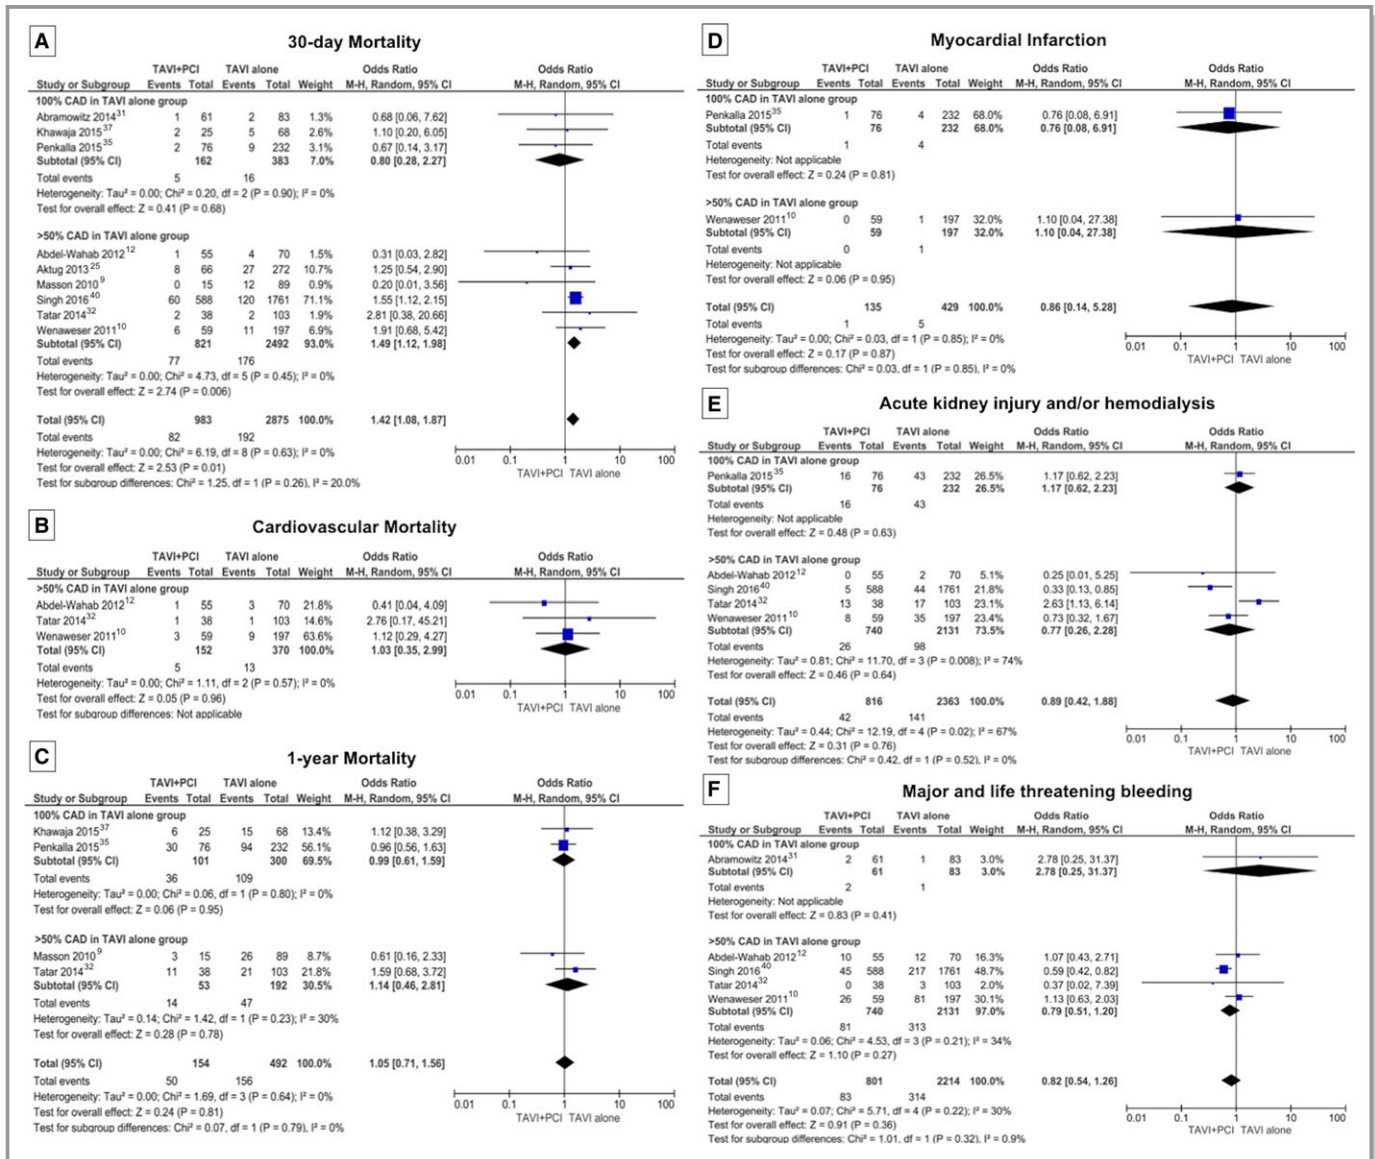 A
30-day Mortality
TAVI+PCI TAVI alone Odds Ratio Odds Ratio
Study or Subgroup Events Total Events Total Weight M-H, Random, 95% CI M-H, Random, 95% CI
100% CAD in TAVI alone group
Abramowitz 2014³¹ 1 61 2 83 1.3% 0.68 [0.06, 7.62]
Khawaja 2015³⁷ 2 25 5 68 2.6% 1.10 [0.20, 6.05]
Penkalla 2015³⁵ 2 76 9 232 3.1% 0.67 [0.14, 3.17]
Subtotal (95% CI) 162 383 7.0% 0.80 [0.28, 2.27]
Total events 5 16
Heterogeneity: Tau² = 0.00; Chi² = 0.20, df = 2 (P = 0.90); I² = 0%
Test for overall effect: Z = 0.41 (P = 0.68)
>50% CAD in TAVI alone group
Abdel-Wahab 2012¹² 1 55 4 70 1.5% 0.31 [0.03, 2.82]
Aktug 2013²⁵ 8 66 27 272 10.7% 1.25 [0.54, 2.90]
Masson 2010⁹ 0 15 12 89 0.9% 0.20 [0.01, 3.56]
Singh 2016⁴⁰ 60 588 120 1761 71.1% 1.55 [1.12, 2.15]
Tatar 2014³² 2 38 2 103 1.9% 2.81 [0.38, 20.66]
Wenaweser 2011¹⁰ 6 59 11 197 6.9% 1.91 [0.68, 5.42]
Subtotal (95% CI) 821 2492 93.0% 1.49 [1.12, 1.98]
Total events 77 176
Heterogeneity: Tau² = 0.00; Chi² = 4.73, df = 5 (P = 0.45); I² = 0%
Test for overall effect: Z = 2.74 (P = 0.006)
Total (95% CI) 983 2875 100.0% 1.42 [1.08, 1.87]
Total events 82 192
Heterogeneity: Tau² = 0.00; Chi² = 6.19, df = 8 (P = 0.63); I² = 0%
Test for overall effect: Z = 2.53 (P = 0.01)
Test for subgroup differences: Chi² = 1.25, df = 1 (P = 0.26), I² = 20.0%
0.01 0.1 1 10 100
TAVI+PCI TAVI alone
B
Cardiovascular Mortality
TAVI+PCI TAVI alone Odds Ratio Odds Ratio
Study or Subgroup Events Total Events Total Weight M-H, Random, 95% CI M-H, Random, 95% CI
>50% CAD in TAVI alone group
Abdel-Wahab 2012¹² 1 55 3 70 21.8% 0.41 [0.04, 4.09]
Tatar 2014³² 1 38 1 103 14.6% 2.76 [0.17, 45.21]
Wenaweser 2011¹⁰ 3 59 9 197 63.6% 1.12 [0.29, 4.27]
Total (95% CI) 152 370 100.0% 1.03 [0.35, 2.99]
Total events 5 13
Heterogeneity: Tau² = 0.00; Chi² = 1.11, df = 2 (P = 0.57); I² = 0%
Test for overall effect: Z = 0.05 (P = 0.96)
Test for subgroup differences: Not applicable
0.01 0.1 1 10 100
TAVI+PCI TAVI alone
C
1-year Mortality
TAVI+PCI TAVI alone Odds Ratio Odds Ratio
Study or Subgroup Events Total Events Total Weight M-H, Random, 95% CI M-H, Random, 95% CI
100% CAD in TAVI alone group
Khawaja 2015³⁷ 6 25 15 68 13.4% 1.12 [0.38, 3.29]
Penkalla 2015³⁵ 30 76 94 232 56.1% 0.96 [0.56, 1.63]
Subtotal (95% CI) 101 300 69.5% 0.99 [0.61, 1.59]
Total events 36 109
Heterogeneity: Tau² = 0.00; Chi² = 0.06, df = 1 (P = 0.80); I² = 0%
Test for overall effect: Z = 0.06 (P = 0.95)
>50% CAD in TAVI alone group
Masson 2010⁹ 3 15 26 89 8.7% 0.61 [0.16, 2.33]
Tatar 2014³² 11 38 21 103 21.8% 1.59 [0.68, 3.72]
Subtotal (95% CI) 53 192 30.5% 1.14 [0.46, 2.81]
Total events 14 47
Heterogeneity: Tau² = 0.14; Chi² = 1.42, df = 1 (P = 0.23); I² = 30%
Test for overall effect: Z = 0.28 (P = 0.78)
Total (95% CI) 154 492 100.0% 1.05 [0.71, 1.56]
Total events 50 156
Heterogeneity: Tau² = 0.00; Chi² = 1.69, df = 3 (P = 0.64); I² = 0%
Test for overall effect: Z = 0.24 (P = 0.81)
Test for subgroup differences: Chi² = 0.07, df = 1 (P = 0.79), I² = 0%
0.01 0.1 1 10 100
TAVI+PCI TAVI alone
D
Myocardial Infarction
TAVI+PCI TAVI alone Odds Ratio Odds Ratio
Study or Subgroup Events Total Events Total Weight M-H, Random, 95% CI M-H, Random, 95% CI
100% CAD in TAVI alone group
Penkalla 2015³⁵ 1 76 4 232 68.0% 0.76 [0.08, 6.91]
Subtotal (95% CI) 76 232 68.0% 0.76 [0.08, 6.91]
Total events 1 4
Heterogeneity: Not applicable
Test for overall effect: Z = 0.24 (P = 0.81)
>50% CAD in TAVI alone group
Wenaweser 2011¹⁰ 0 59 1 197 32.0% 1.10 [0.04, 27.38]
Subtotal (95% CI) 59 197 32.0% 1.10 [0.04, 27.38]
Total events 0 1
Heterogeneity: Not applicable
Test for overall effect: Z = 0.06 (P = 0.95)
Total (95% CI) 135 429 100.0% 0.86 [0.14, 5.28]
Total events 1 5
Heterogeneity: Tau² = 0.00; Chi² = 0.03, df = 1 (P = 0.85); I² = 0%
Test for overall effect: Z = 0.17 (P = 0.87)
Test for subgroup differences: Chi² = 0.03, df = 1 (P = 0.85), I² = 0%
0.01 0.1 1 10 100
TAVI+PCI TAVI alone
E
Acute kidney injury and/or hemodialysis
TAVI+PCI TAVI alone Odds Ratio Odds Ratio
Study or Subgroup Events Total Events Total Weight M-H, Random, 95% CI M-H, Random, 95% CI
100% CAD in TAVI alone group
Penkalla 2015³⁵ 16 76 43 232 26.5% 1.17 [0.62, 2.23]
Subtotal (95% CI) 76 232 26.5% 1.17 [0.62, 2.23]
Total events 16 43
Heterogeneity: Not applicable
Test for overall effect: Z = 0.48 (P = 0.63)
>50% CAD in TAVI alone group
Abdel-Wahab 2012¹² 0 55 2 70 5.1% 0.25 [0.01, 5.25]
Singh 2016⁴⁰ 5 588 44 1761 21.9% 0.33 [0.13, 0.85]
Tatar 2014³² 13 38 17 103 23.1% 2.63 [1.13, 6.14]
Wenaweser 2011¹⁰ 8 59 35 197 23.4% 0.73 [0.32, 1.67]
Subtotal (95% CI) 740 2131 73.5% 0.77 [0.26, 2.28]
Total events 26 98
Heterogeneity: Tau² = 0.81; Chi² = 11.70, df = 3 (P = 0.008); I² = 74%
Test for overall effect: Z = 0.46 (P = 0.64)
Total (95% CI) 816 2363 100.0% 0.89 [0.42, 1.88]
Total events 42 141
Heterogeneity: Tau² = 0.44; Chi² = 12.19, df = 4 (P = 0.02); I² = 67%
Test for overall effect: Z = 0.31 (P = 0.76)
Test for subgroup differences: Chi² = 0.42, df = 1 (P = 0.52), I² = 0%
0.01 0.1 1 10 100
TAVI+PCI TAVI alone
F
Major and life threatening bleeding
TAVI+PCI TAVI alone Odds Ratio Odds Ratio
Study or Subgroup Events Total Events Total Weight M-H, Random, 95% CI M-H, Random, 95% CI
100% CAD in TAVI alone group
Abramowitz 2014³¹ 2 61 1 83 3.0% 2.78 [0.25, 31.37]
Subtotal (95% CI) 61 83 3.0% 2.78 [0.25, 31.37]
Total events 2 1
Heterogeneity: Not applicable
Test for overall effect: Z = 0.83 (P = 0.41)
>50% CAD in TAVI alone group
Abdel-Wahab 2012¹² 10 55 12 70 16.3% 1.07 [0.43, 2.71]
Singh 2016⁴⁰ 45 588 217 1761 48.7% 0.59 [0.42, 0.82]
Tatar 2014³² 0 38 3 103 2.0% 0.37 [0.02, 7.39]
Wenaweser 2011¹⁰ 26 59 81 197 30.1% 1.13 [0.63, 2.03]
Subtotal (95% CI) 740 2131 97.0% 0.79 [0.51, 1.20]
Total events 81 313
Heterogeneity: Tau² = 0.06; Chi² = 4.53, df = 3 (P = 0.21); I² = 34%
Test for overall effect: Z = 1.10 (P = 0.27)
Total (95% CI) 801 2214 100.0% 0.82 [0.54, 1.26]
Total events 83 314
Heterogeneity: Tau² = 0.07; Chi² = 5.71, df = 4 (P = 0.22); I² = 30%
Test for overall effect: Z = 0.91 (P = 0.36)
Test for subgroup differences: Chi² = 1.01, df = 1 (P = 0.32), I² = 0.9%
0.01 0.1 1 10 100
TAVI+PCI TAVI alone